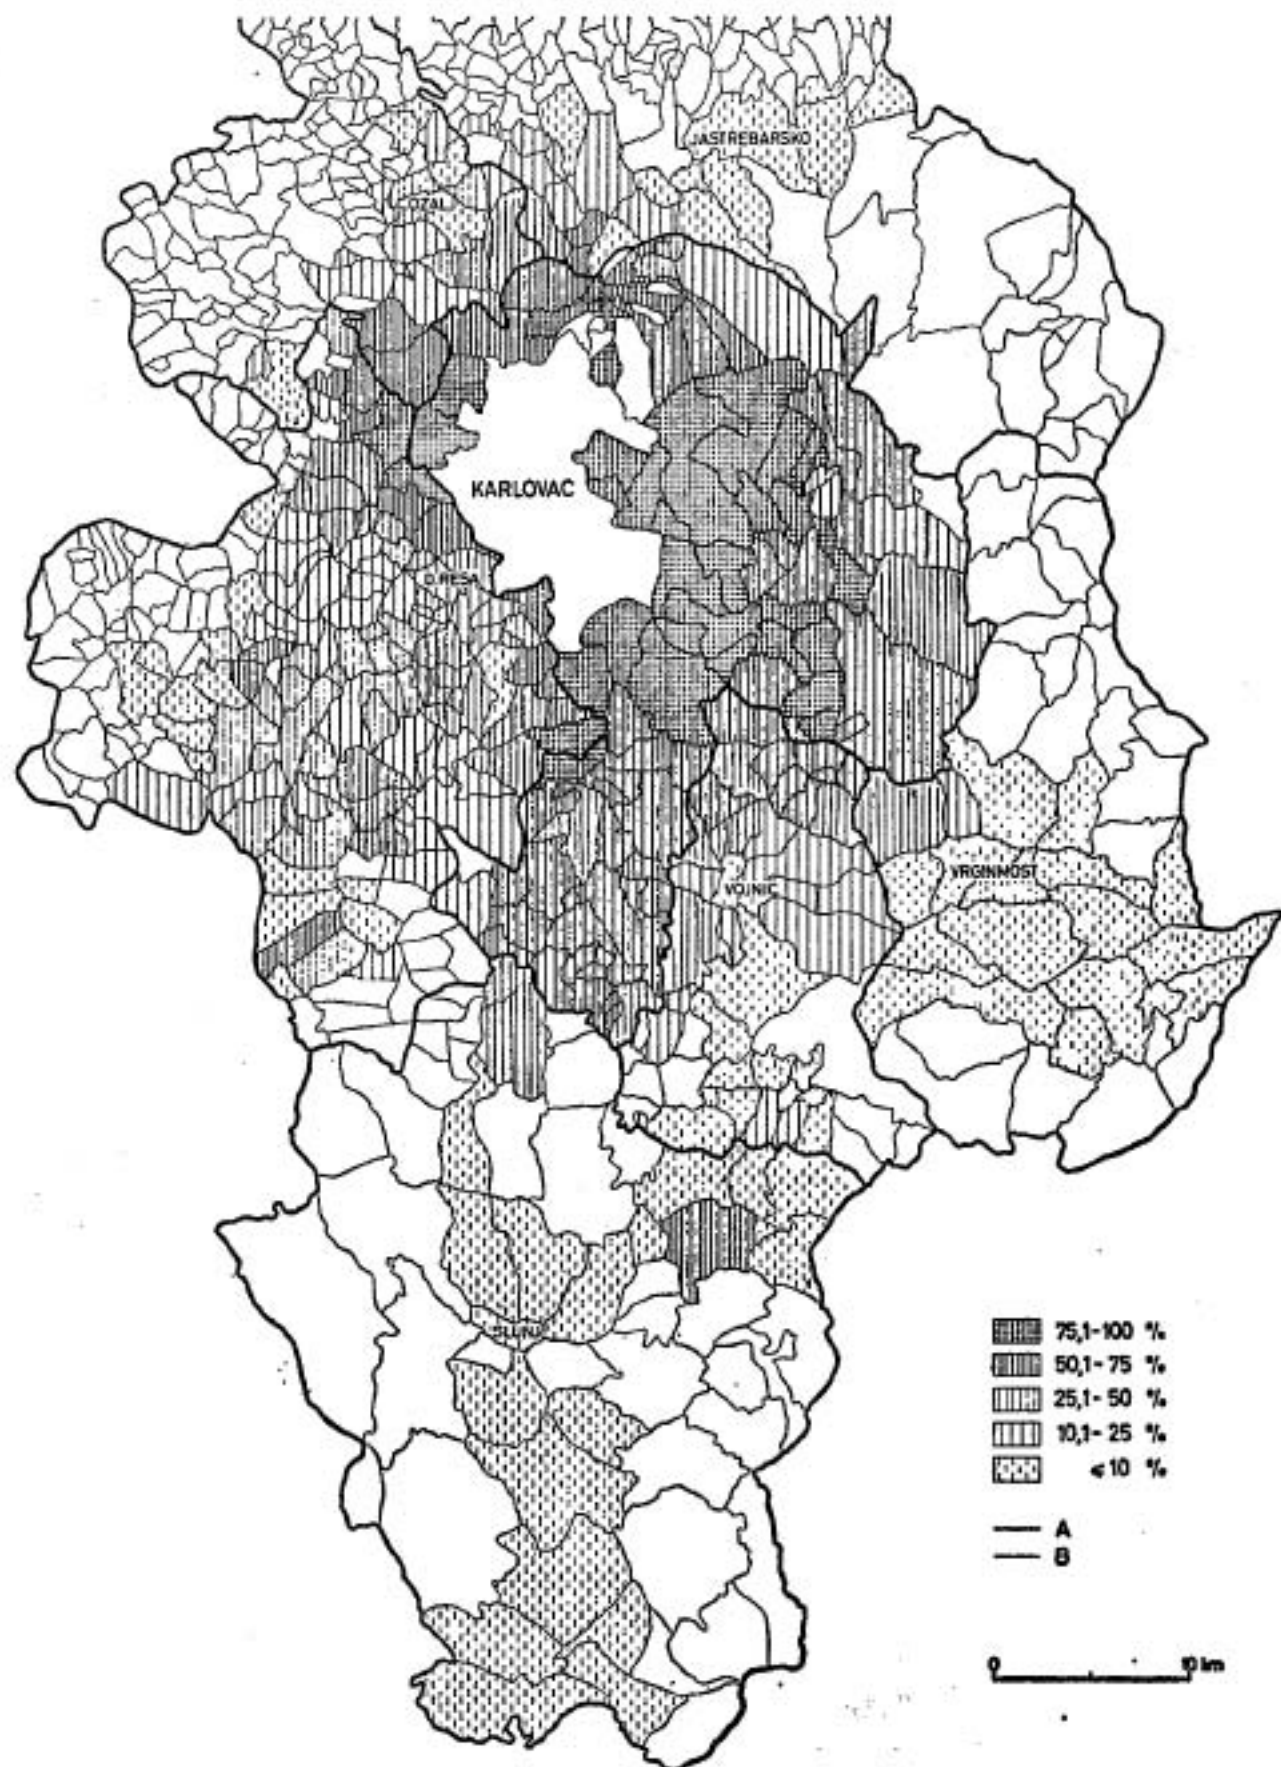 JASTREBARSKO
OZALJ
KARLOVAC
D. RESA
VOJNIĆ
VRGINMOST
SLUNJ
75,1-100 %
50,1-75 %
25,1-50 %
10,1-25 %
≤10 %
A
B
0 10 km